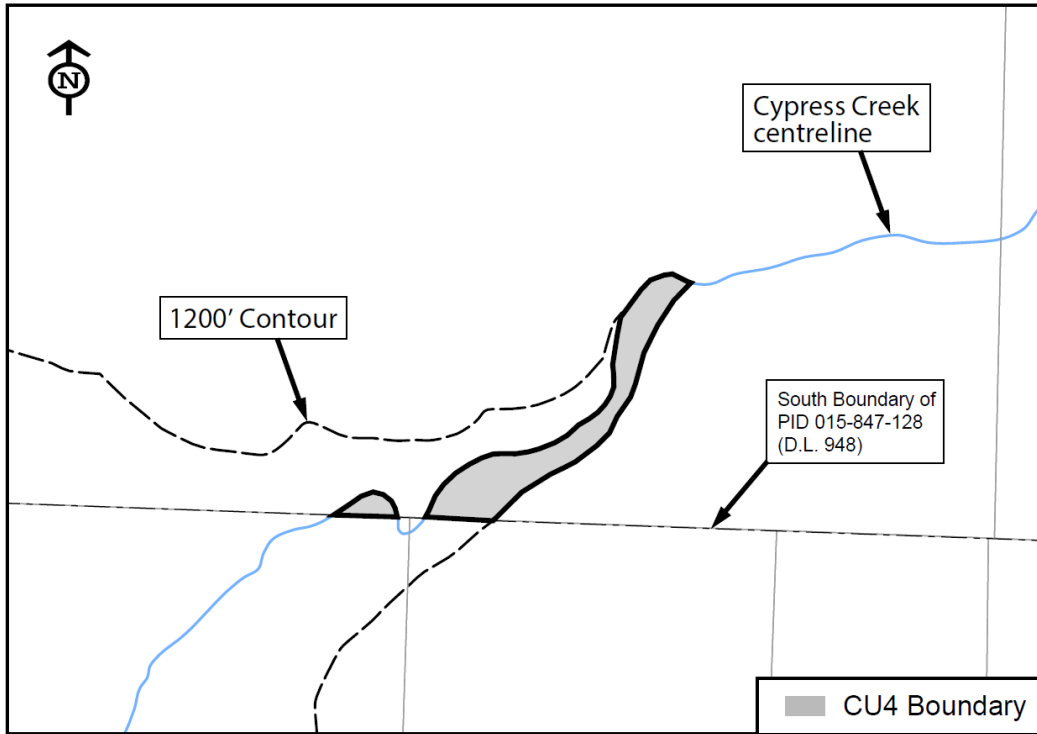 N
Cypress Creek
centreline
1200' Contour
South Boundary of
PID 015-847-128
(D.L. 948)
CU4 Boundary